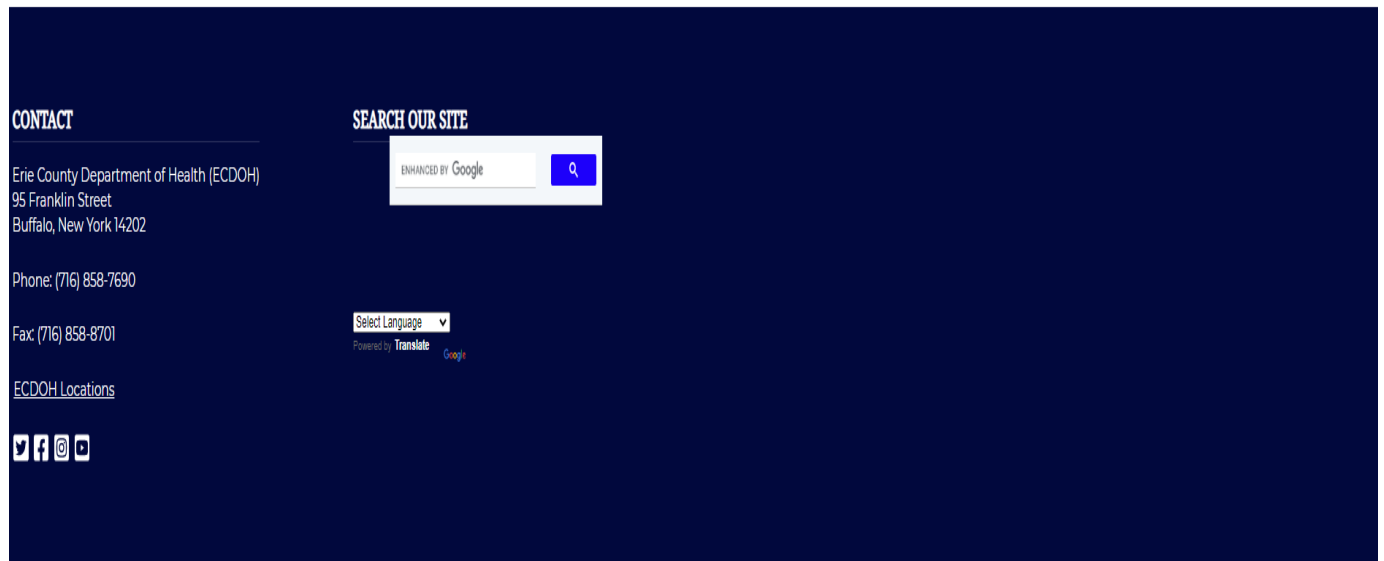 CONTACT
Erie County Department of Health (ECDOH)
95 Franklin Street
Buffalo, New York 14202
Phone: (716) 858-7690
Fax: (716) 858-8701
ECDOH Locations
SEARCH OUR SITE
ENHANCED BY Google
Select Language
Powered by Translate
Google